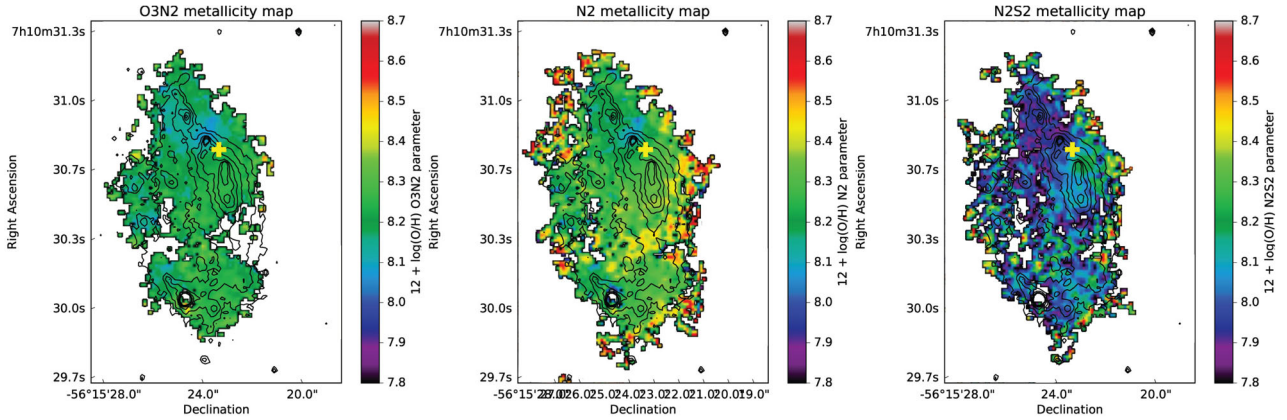 O3N2 metallicity map
7h10m31.3s
31.0s
30.7s
30.3s
30.0s
29.7s
Right Ascension
-56°15'28.0"
24.0"
20.0"
Declination
8.7
8.6
8.5
8.4
8.3
8.2
8.1
8.0
7.9
7.8
12 + log(O/H) O3N2 parameter
N2 metallicity map
7h10m31.3s
31.0s
30.7s
30.3s
30.0s
29.7s
Right Ascension
-56°15'28.0"27.0"26.0"25.0"24.0"23.0"22.0"21.0"20.0"19.0"
Declination
8.7
8.6
8.5
8.4
8.3
8.2
8.1
8.0
7.9
7.8
12 + log(O/H) N2 parameter
N2S2 metallicity map
7h10m31.3s
31.0s
30.7s
30.3s
30.0s
29.7s
Right Ascension
-56°15'28.0"
24.0"
20.0"
Declination
8.7
8.6
8.5
8.4
8.3
8.2
8.1
8.0
7.9
7.8
12 + log(O/H) N2S2 parameter